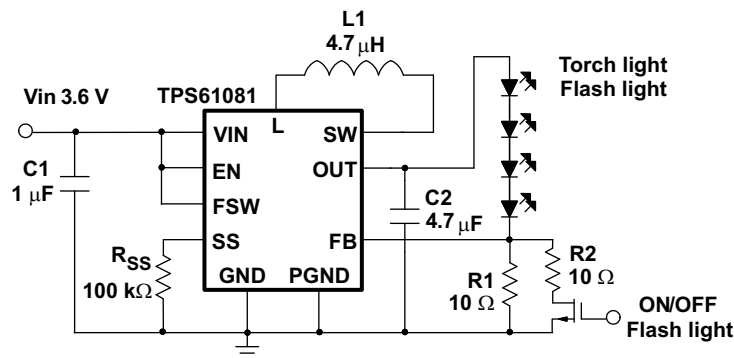 L1
4.7 μH
Torch light
Flash light
Vin 3.6 V
TPS61081
L
VIN
SW
EN
OUT
C1
1 μF
FSW
C2
4.7 μF
SS
FB
RSS
100 kΩ
GND
PGND
R1
10 Ω
R2
10 Ω
ON/OFF
Flash light